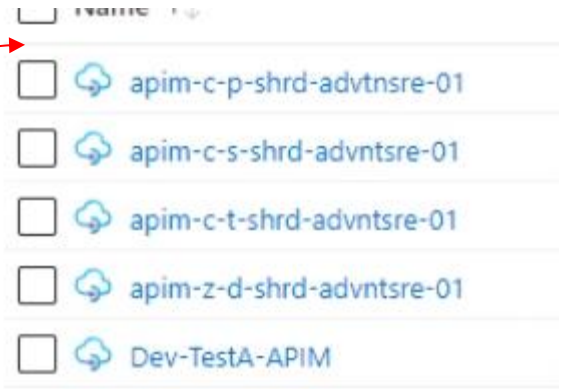 Name
apim-c-p-shrd-advtnsre-01
apim-c-s-shrd-advntsre-01
apim-c-t-shrd-advntsre-01
apim-z-d-shrd-advntsre-01
Dev-TestA-APIM